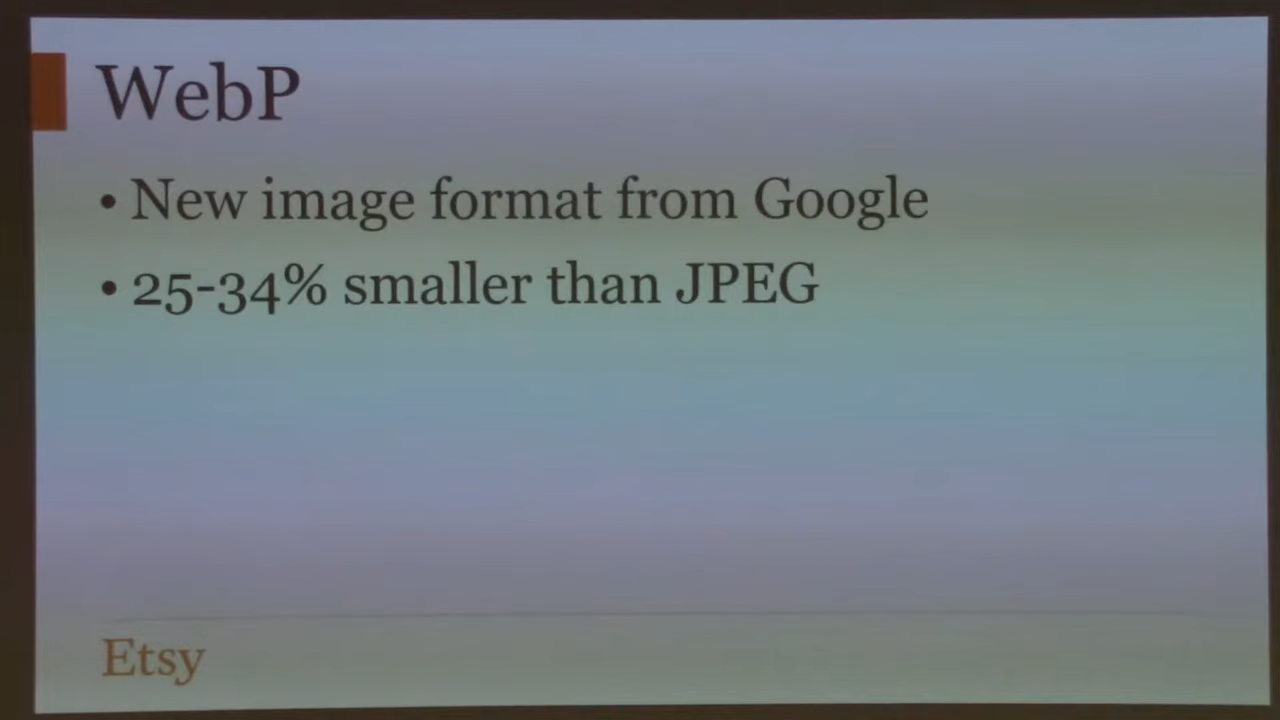 WebP
• New image format from Google
• 25-34% smaller than JPEG
Etsy